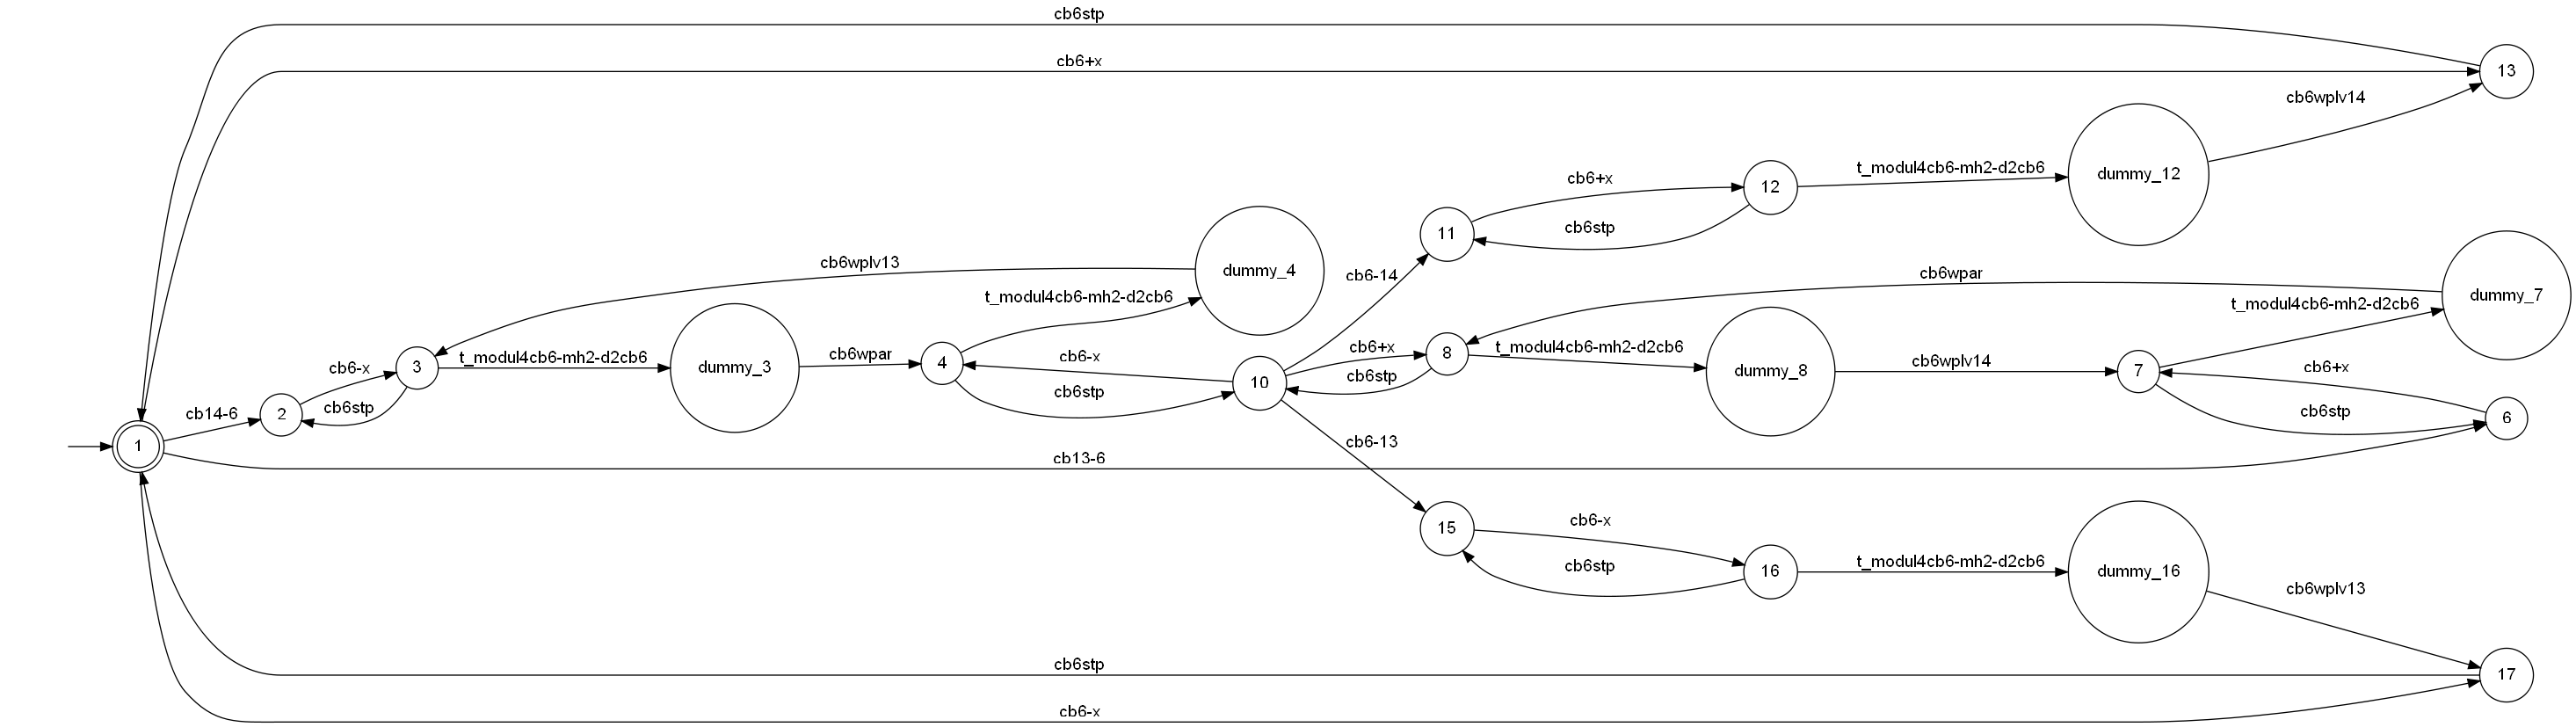 cb6stp
cb6+x
13
cb6wplv14
dummy_12
t_modul4cb6-mh2-d2cb6
12
cb6+x
cb6stp
11
cb6-14
dummy_4
cb6wplv13
t_modul4cb6-mh2-d2cb6
dummy_7
cb6wpar
t_modul4cb6-mh2-d2cb6
cb6-x
3
t_modul4cb6-mh2-d2cb6
dummy_3
cb6wpar
4
cb6-x
cb6stp
10
cb6+x
8
cb6stp
t_modul4cb6-mh2-d2cb6
dummy_8
cb6wplv14
7
cb6+x
cb6stp
6
1
cb14-6
2
cb6stp
cb13-6
cb6-13
15
cb6-x
cb6stp
16
t_modul4cb6-mh2-d2cb6
dummy_16
cb6wplv13
cb6stp
17
cb6-x